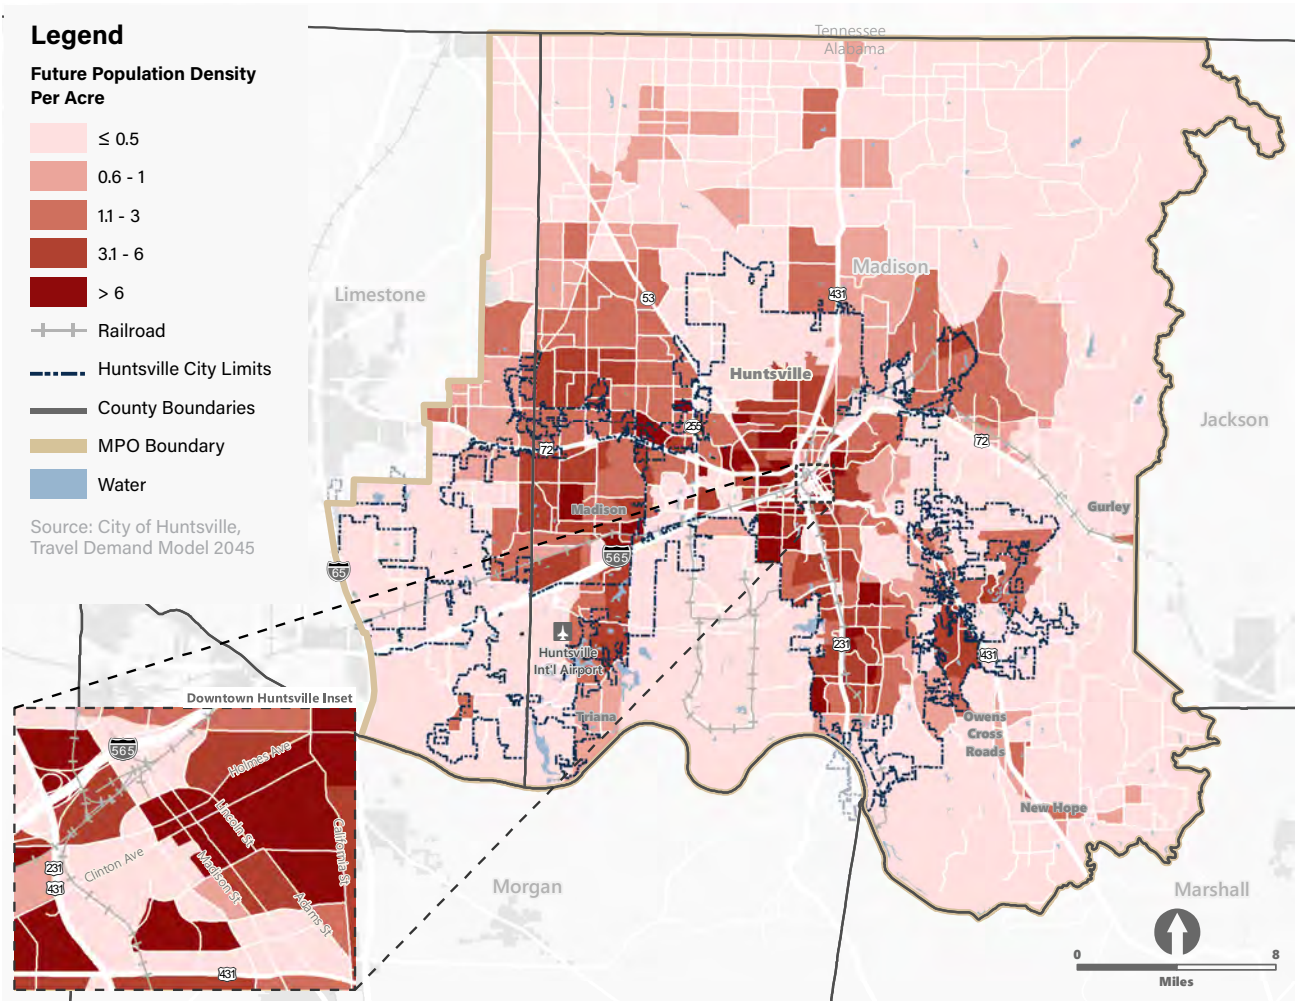 Legend
Future Population Density
Per Acre
≤ 0.5
0.6 - 1
1.1 - 3
3.1 - 6
> 6
Railroad
Huntsville City Limits
County Boundaries
MPO Boundary
Water
Source: City of Huntsville,
Travel Demand Model 2045
Tennessee
Alabama
Limestone
Madison
53
431
Huntsville
Jackson
255
72
72
Madison
Gurley
565
65
Huntsville
Int'l Airport
231
431
Triana
Owens
Cross
Roads
New Hope
Morgan
Marshall
0 8
Miles
Downtown Huntsville Inset
565
Holmes Ave
Lincoln St
California St
Clinton Ave
Madison St
231
431
Adams St
431